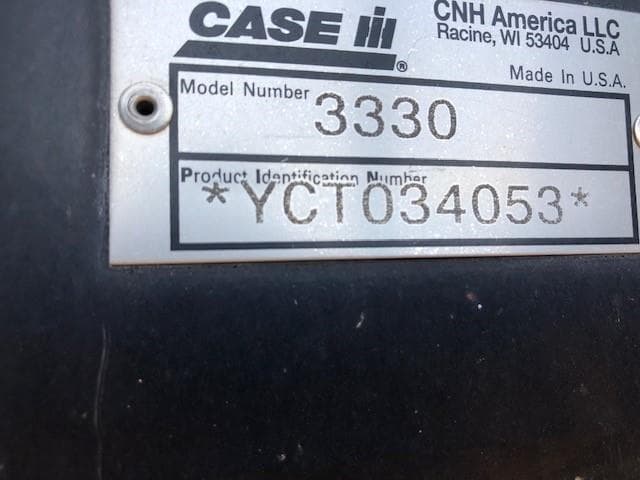 CASE IH®
CNH America LLC
Racine, WI 53404 U.S.A
Made In U.S.A.
Model Number 3330
Product Identification Number
*YCT034053*